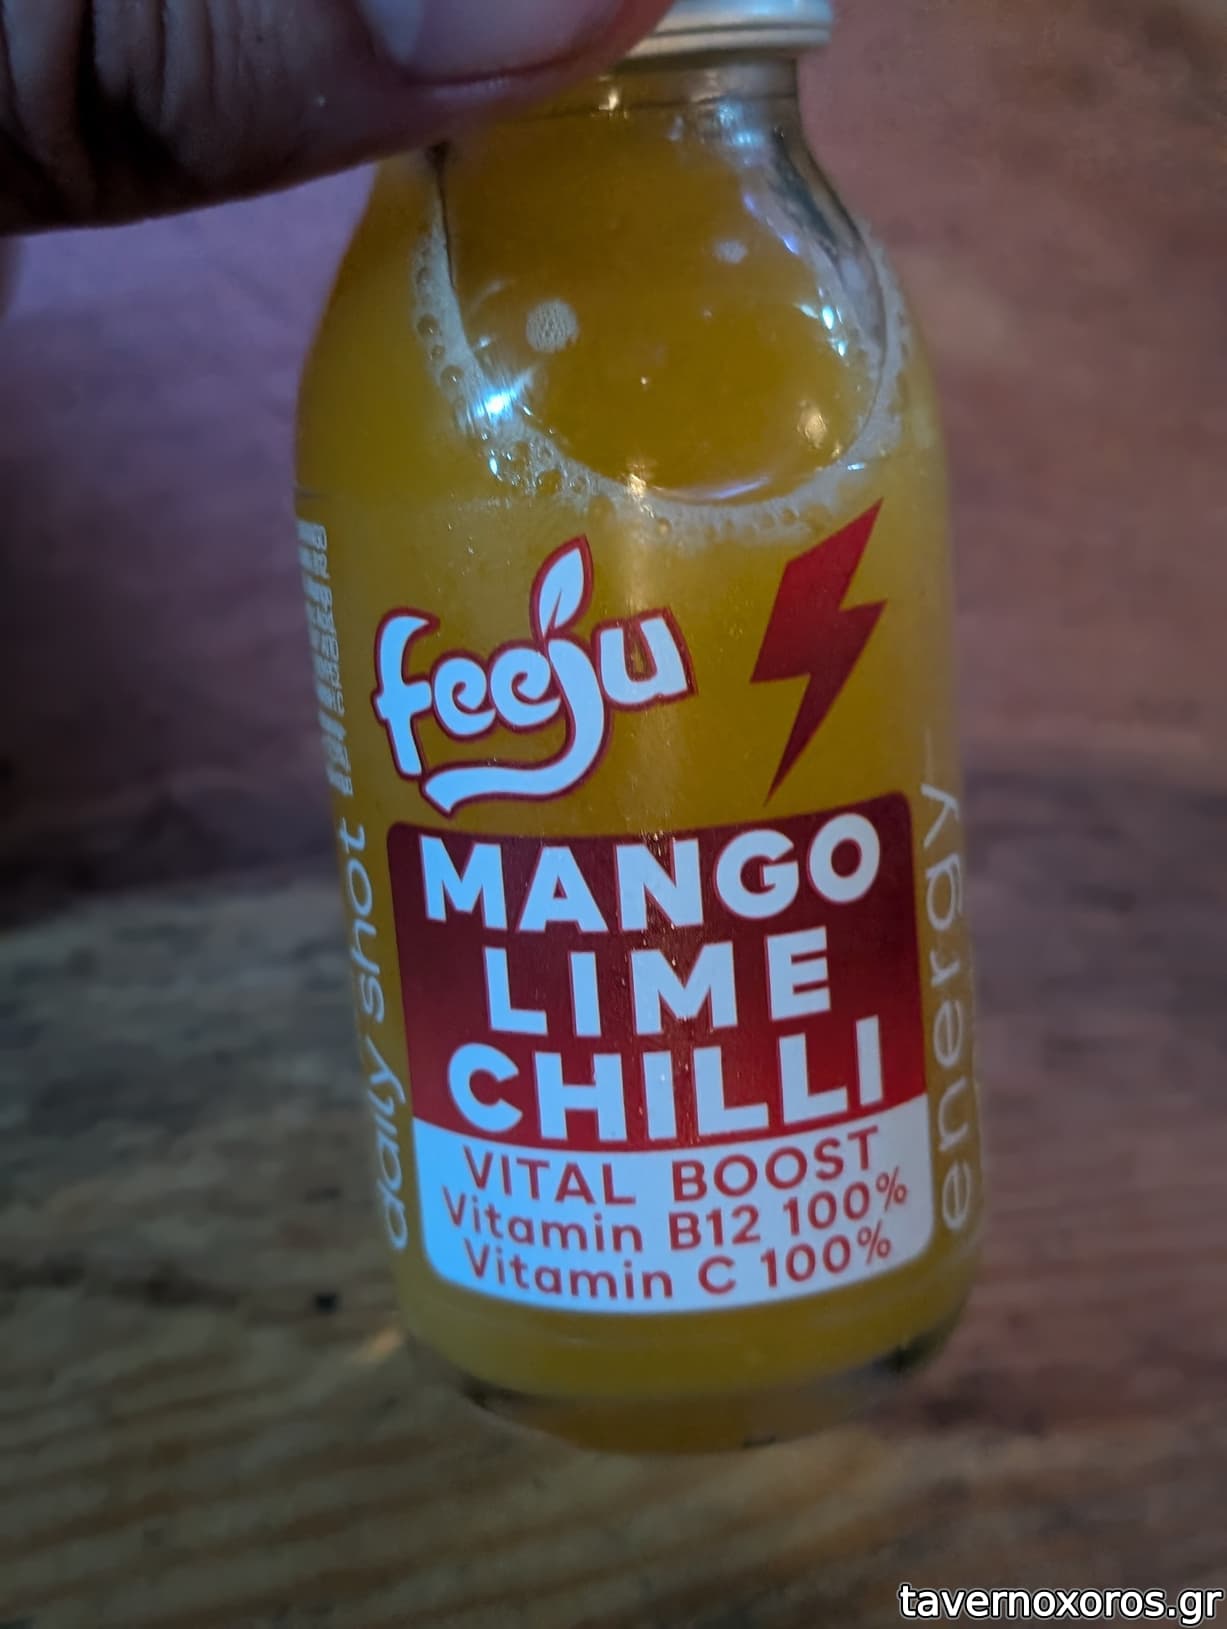 feeju
MANGO
LIME
CHILLI
VITAL BOOST
Vitamin B12 100%
Vitamin C 100%
daily shot
energy
tavernoxoros.gr